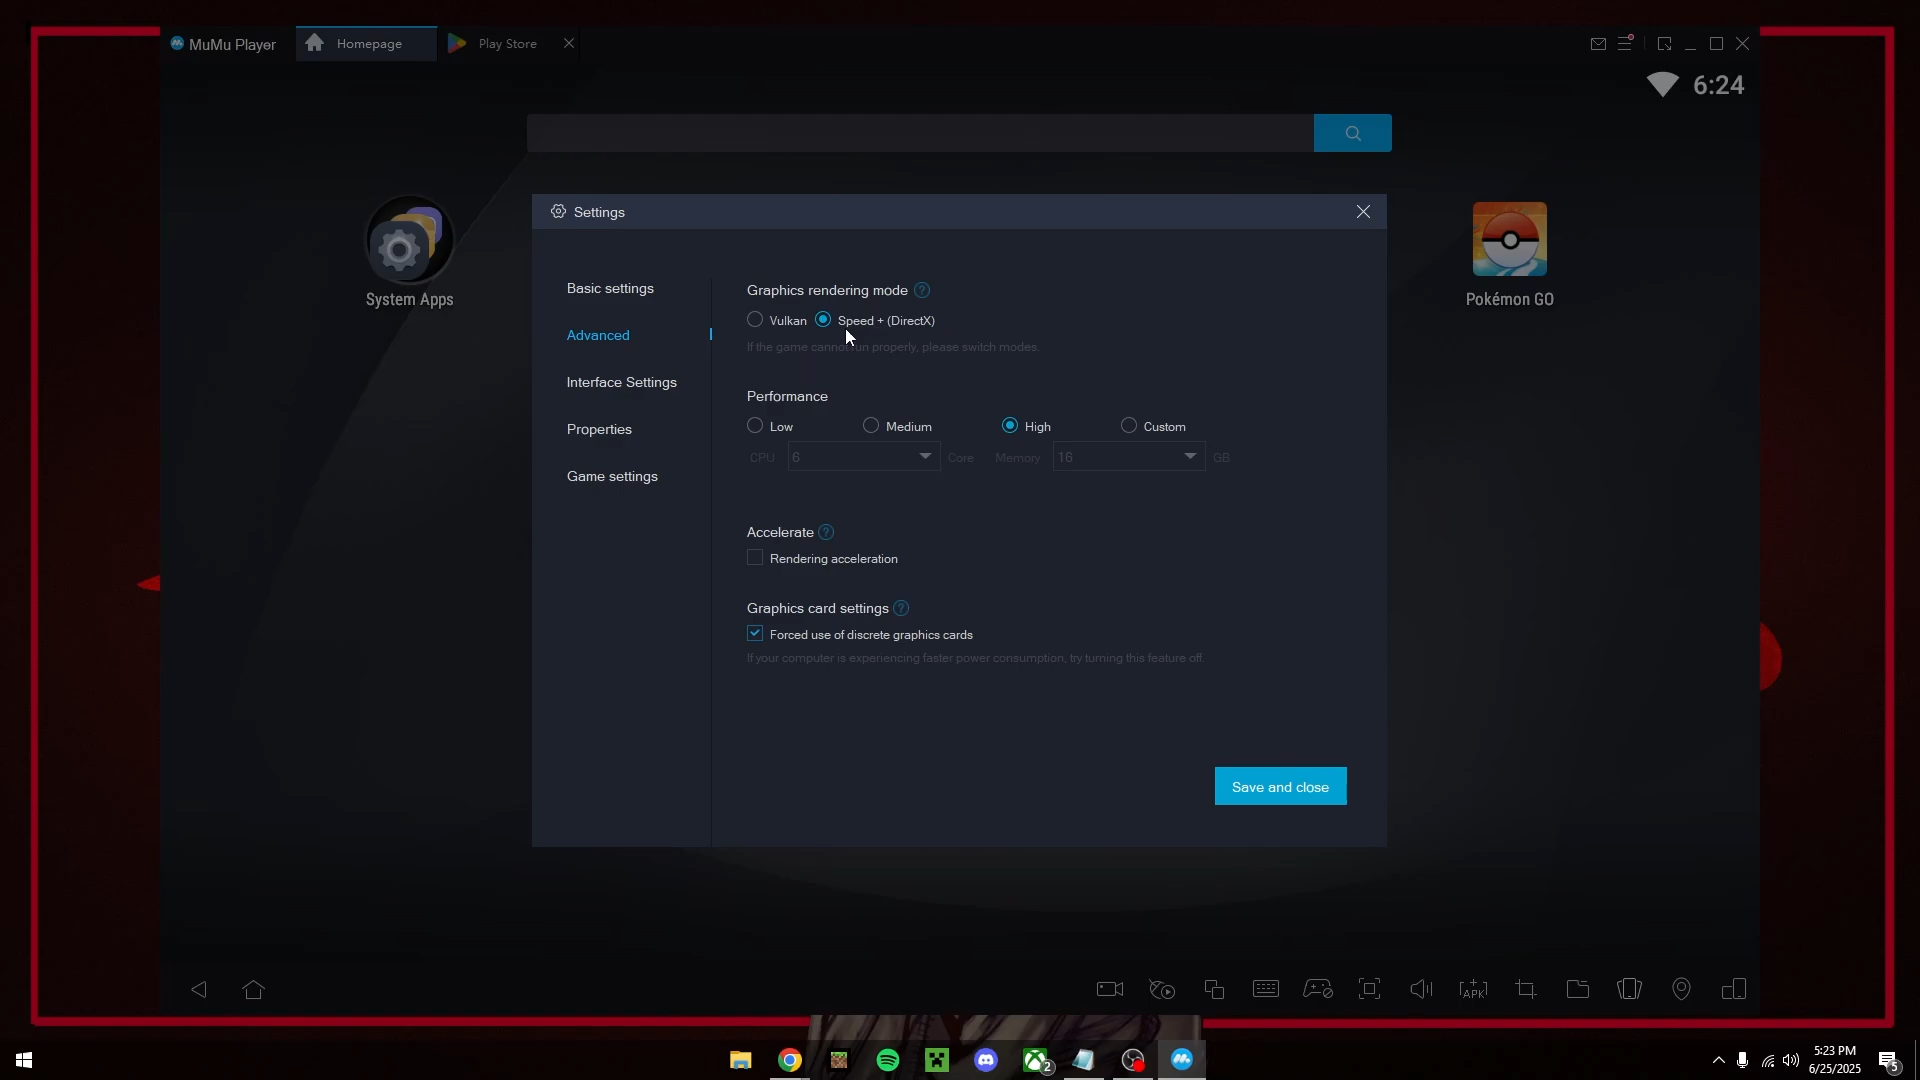 MuMu Player
Homepage
Play Store
6:24
System Apps
Pokémon GO
Settings
Basic settings
Advanced
Interface Settings
Properties
Game settings
Graphics rendering mode ?
Vulkan
Speed + (DirectX)
If the game cannot run properly, please switch modes.
Performance
Low
Medium
High
Custom
CPU 6 Core Memory 16 GB
Accelerate ?
Rendering acceleration
Graphics card settings ?
Forced use of discrete graphics cards
If your computer is experiencing faster power consumption, try turning this feature off.
Save and close
APK
2
5:23 PM
6/25/2025
5